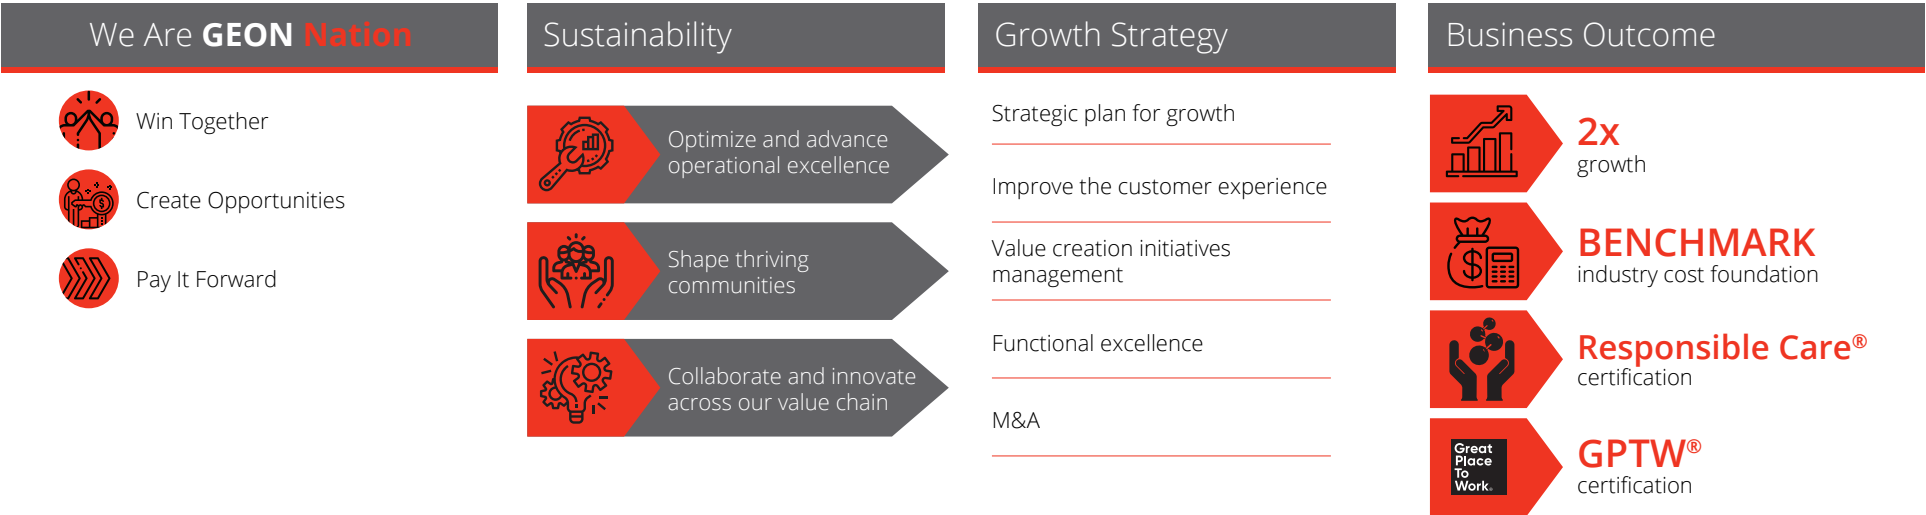 We Are GEON Nation
Win Together
Create Opportunities
Pay It Forward
Sustainability
Optimize and advance
operational excellence
Shape thriving
communities
Collaborate and innovate
across our value chain
Growth Strategy
Strategic plan for growth
Improve the customer experience
Value creation initiatives
management
Functional excellence
M&A
Business Outcome
2x
growth
BENCHMARK
industry cost foundation
Responsible Care®
certification
Great
Place
To
Work®
GPTW®
certification